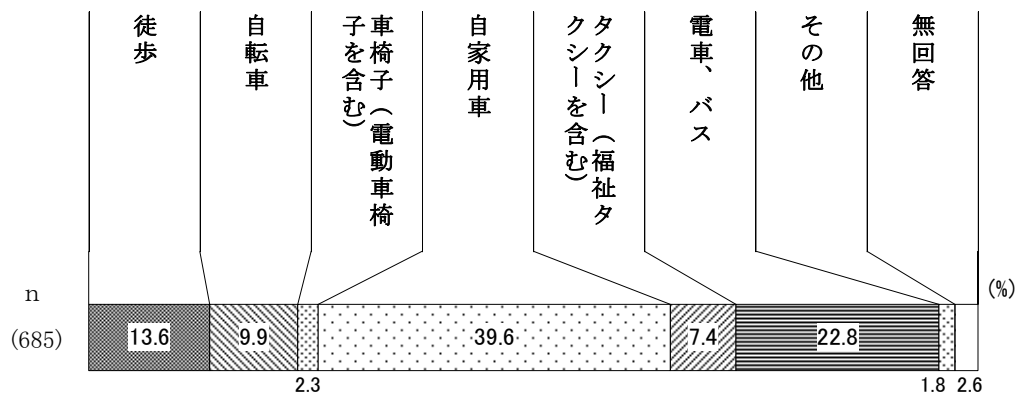 徒歩
自転車
車椅子（電動車椅
子を含む）
自家用車
タクシー（福祉タ
クシーを含む）
電車、バス
その他
無回答
(%)
n
(685)
13.6
9.9
2.3
39.6
7.4
22.8
1.8
2.6